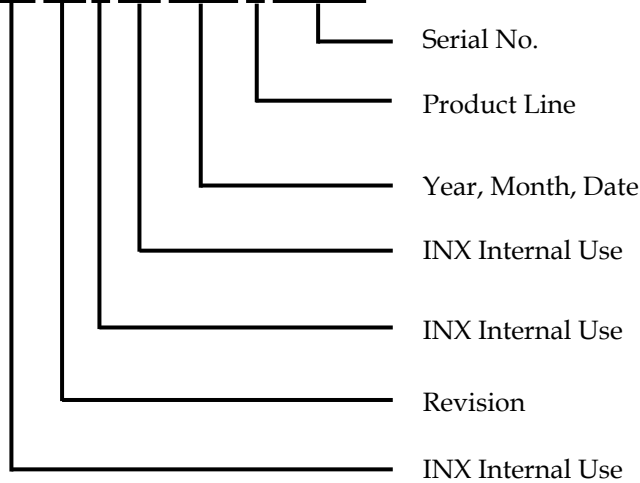 Serial No.
Product Line
Year, Month, Date
INX Internal Use
INX Internal Use
Revision
INX Internal Use